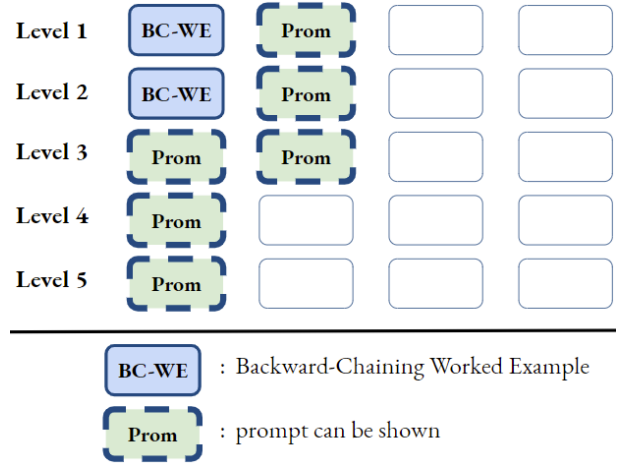 Level 1 BC-WE Prom
Level 2 BC-WE Prom
Level 3 Prom Prom
Level 4 Prom
Level 5 Prom
BC-WE : Backward-Chaining Worked Example
Prom : prompt can be shown